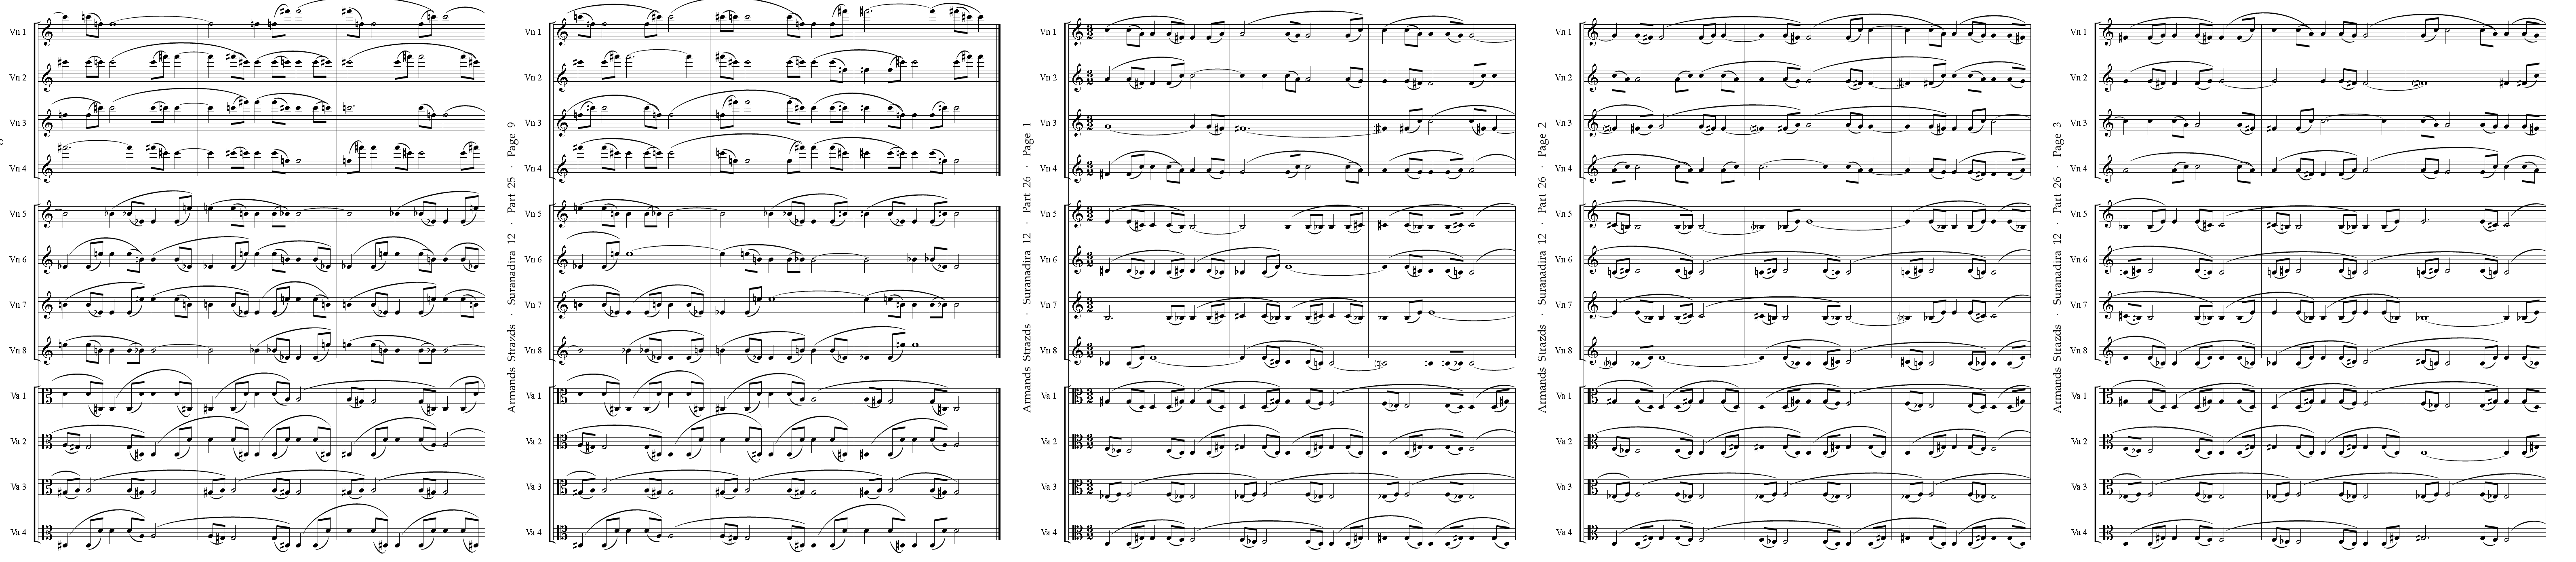 Vn 1
Vn 2
Vn 3
Vn 4
Vn 5
Vn 6
Vn 7
Vn 8
Va 1
Va 2
Va 3
Va 4
Armands Strazds · Suranadira 12 · Part 25 · Page 9
Vn 1
Vn 2
Vn 3
Vn 4
Vn 5
Vn 6
Vn 7
Vn 8
Va 1
Va 2
Va 3
Va 4
Armands Strazds · Suranadira 12 · Part 26 · Page 1
Vn 1
Vn 2
Vn 3
Vn 4
Vn 5
Vn 6
Vn 7
Vn 8
Va 1
Va 2
Va 3
Va 4
Armands Strazds · Suranadira 12 · Part 26 · Page 2
Vn 1
Vn 2
Vn 3
Vn 4
Vn 5
Vn 6
Vn 7
Vn 8
Va 1
Va 2
Va 3
Va 4
Armands Strazds · Suranadira 12 · Part 26 · Page 3
Vn 1
Vn 2
Vn 3
Vn 4
Vn 5
Vn 6
Vn 7
Vn 8
Va 1
Va 2
Va 3
Va 4